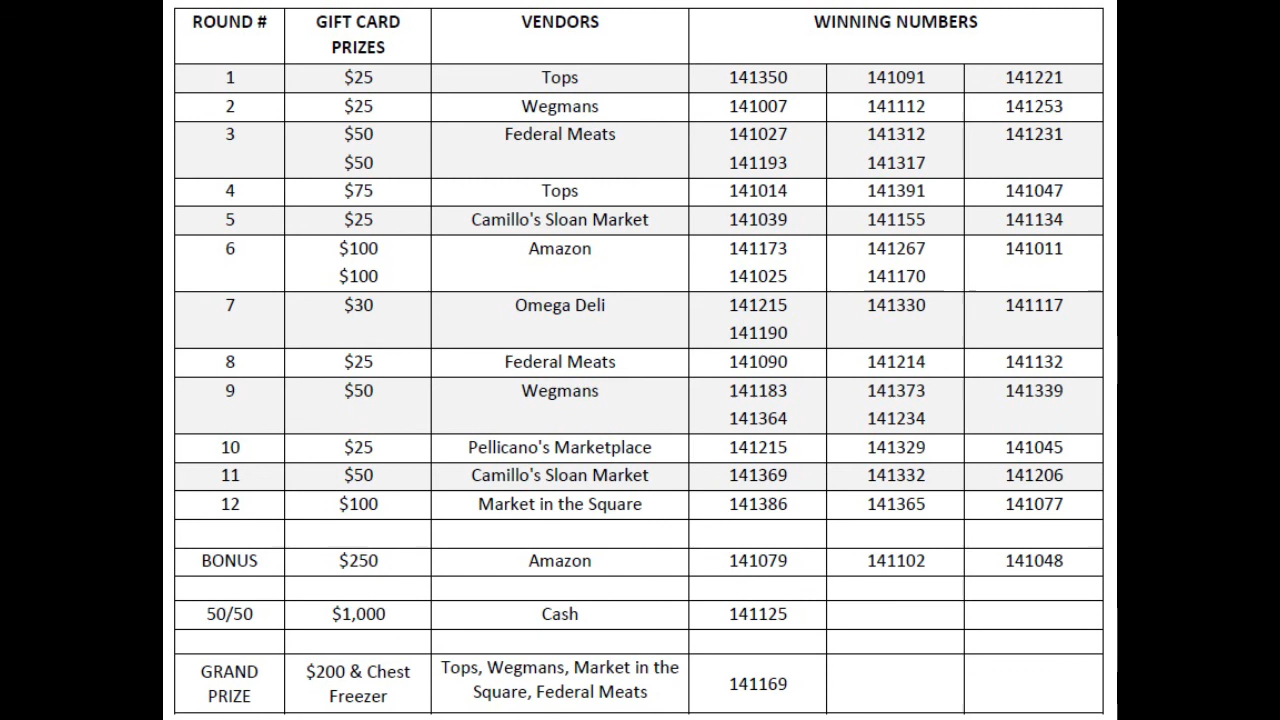 ROUND # GIFT CARD PRIZES VENDORS WINNING NUMBERS
1 $25 Tops 141350 141091 141221
2 $25 Wegmans 141007 141112 141253
3 $50 Federal Meats 141027 141312 141231
$50 141193 141317
4 $75 Tops 141014 141391 141047
5 $25 Camillo's Sloan Market 141039 141155 141134
6 $100 Amazon 141173 141267 141011
$100 141025 141170
7 $30 Omega Deli 141215 141330 141117
141190
8 $25 Federal Meats 141090 141214 141132
9 $50 Wegmans 141183 141373 141339
141364 141234
10 $25 Pellicano's Marketplace 141215 141329 141045
11 $50 Camillo's Sloan Market 141369 141332 141206
12 $100 Market in the Square 141386 141365 141077
BONUS $250 Amazon 141079 141102 141048
50/50 $1,000 Cash 141125
GRAND PRIZE $200 & Chest Freezer Tops, Wegmans, Market in the Square, Federal Meats 141169